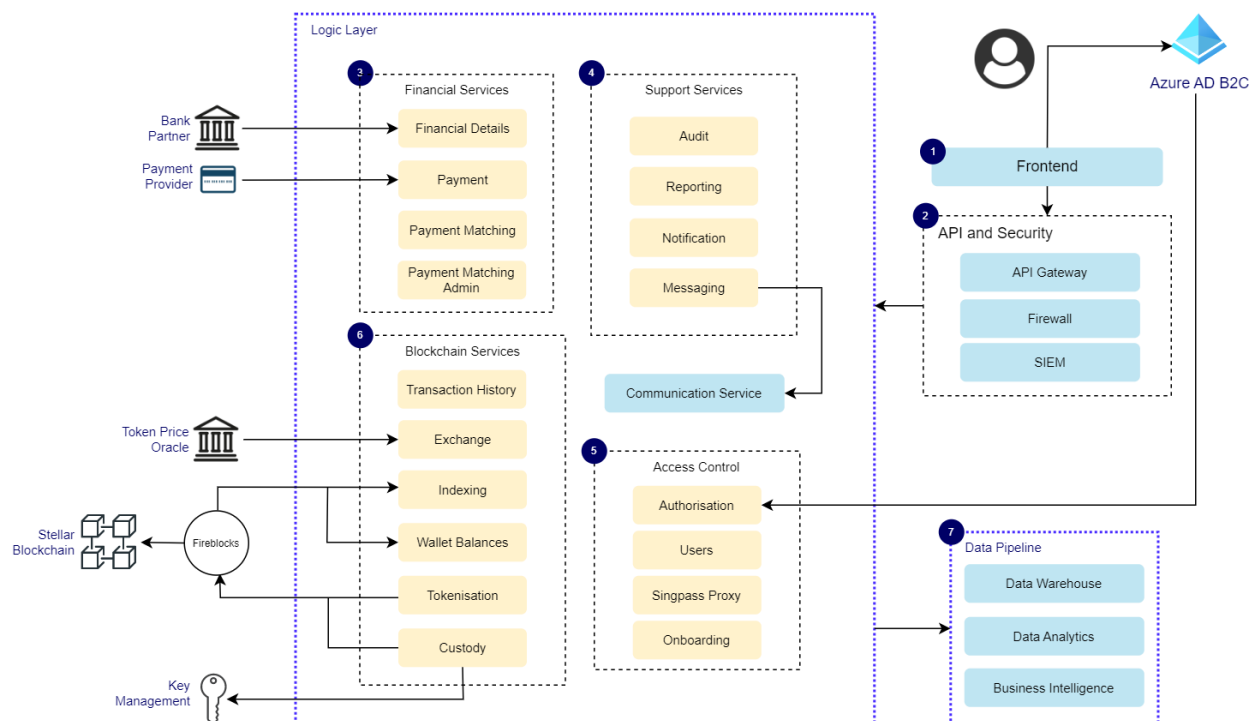 Logic Layer
3
Financial Services
Financial Details
Payment
Payment Matching
Payment Matching
Admin
Bank
Partner
Payment
Provider
4
Support Services
Audit
Reporting
Notification
Messaging
Communication Service
Azure AD B2C
1
Frontend
2
API and Security
API Gateway
Firewall
SIEM
6
Blockchain Services
Transaction History
Exchange
Indexing
Wallet Balances
Tokenisation
Custody
Token Price
Oracle
Stellar
Blockchain
Fireblocks
Key
Management
5
Access Control
Authorisation
Users
Singpass Proxy
Onboarding
7
Data Pipeline
Data Warehouse
Data Analytics
Business Intelligence